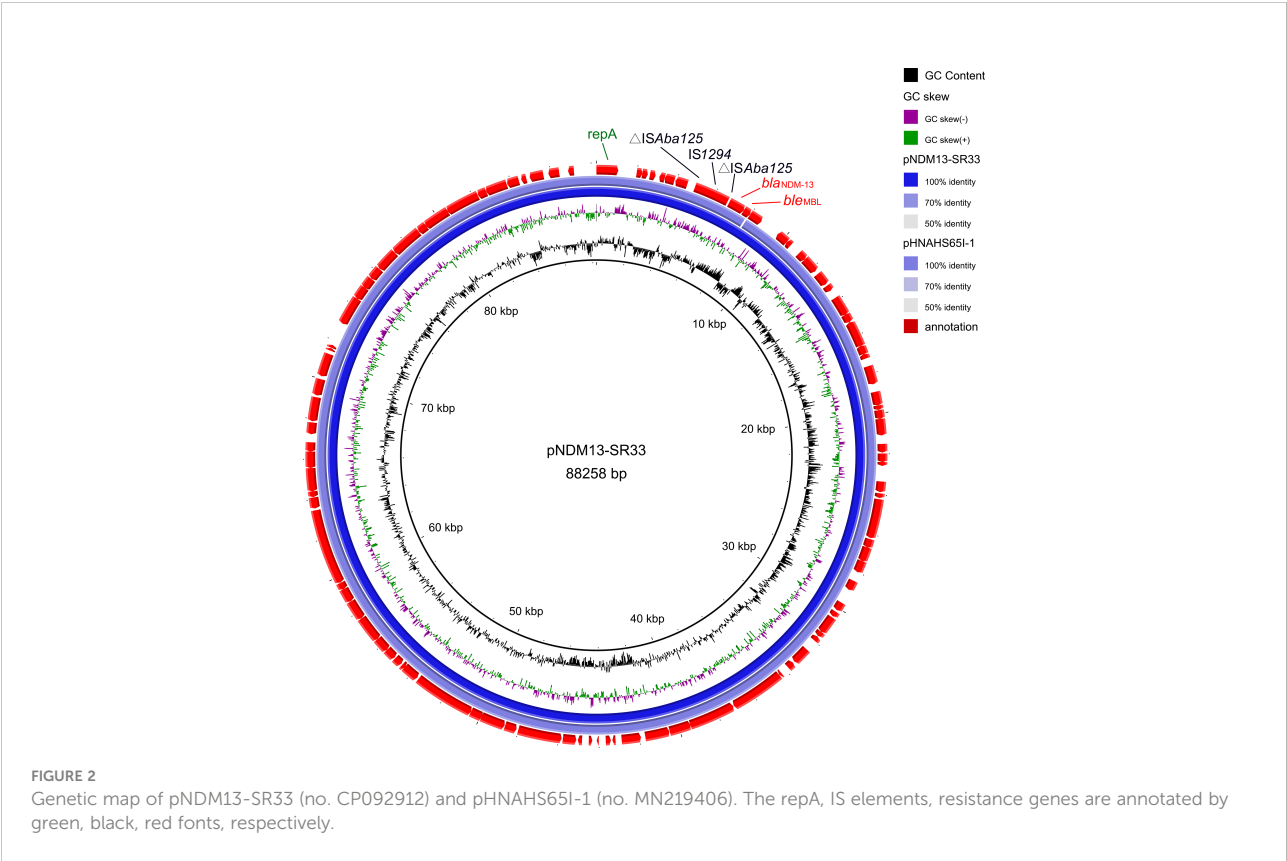 repA
△ISAba125
IS1294
△ISAba125
blaNDM-13
bleMBL
GC Content
GC skew
GC skew(-)
GC skew(+)
pNDM13-SR33
100% identity
70% identity
50% identity
pHNAHS65I-1
100% identity
70% identity
50% identity
annotation
80 kbp
10 kbp
70 kbp
20 kbp
pNDM13-SR33
88258 bp
60 kbp
30 kbp
50 kbp
40 kbp
FIGURE 2
Genetic map of pNDM13-SR33 (no. CP092912) and pHNAHS65I-1 (no. MN219406). The repA, IS elements, resistance genes are annotated by
green, black, red fonts, respectively.